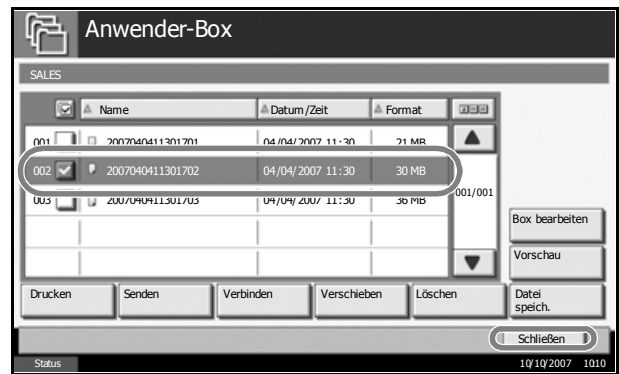 Anwender-Box
SALES
Name Datum/Zeit Format
001 2007040411301701 04/04/2007 11:30 21 MB
002 2007040411301702 04/04/2007 11:30 30 MB
003 2007040411301703 04/04/2007 11:30 36 MB
001/001
Box bearbeiten
Vorschau
Drucken Senden Verbinden Verschieben Löschen Datei speich.
Schließen
Status 10/10/2007 10:10